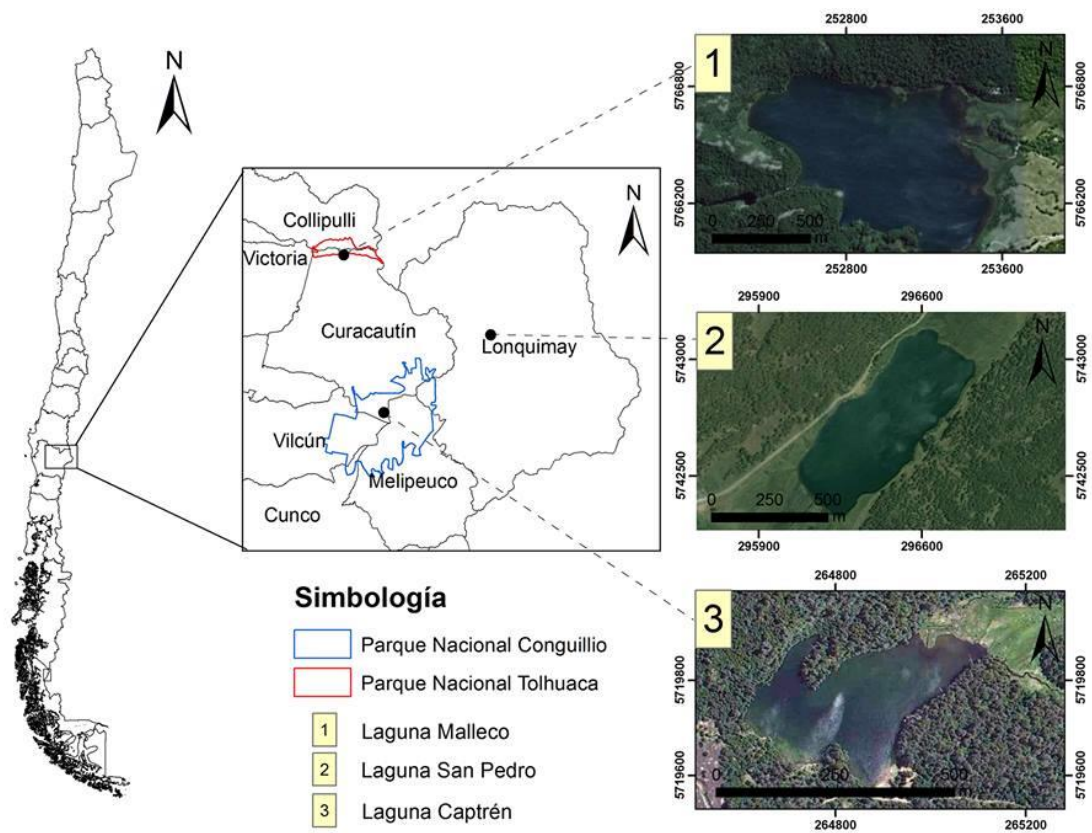 N
N
Collipulli
Victoria
Curacautín
Lonquimay
Vilcún
Melipeuco
Cunco
Simbología
Parque Nacional Conguillio
Parque Nacional Tolhuaca
1 Laguna Malleco
2 Laguna San Pedro
3 Laguna Captrén
252800 253600
1
N
5766800 5766800
5766200 5766200
0 250 500
m
252800 253600
295900 296600
2
N
5743000 5743000
5742500 5742500
0 250 500
m
295900 296600
264800 265200
3
N
5719800 5719800
5719600 5719600
0 250 500
m
264800 265200